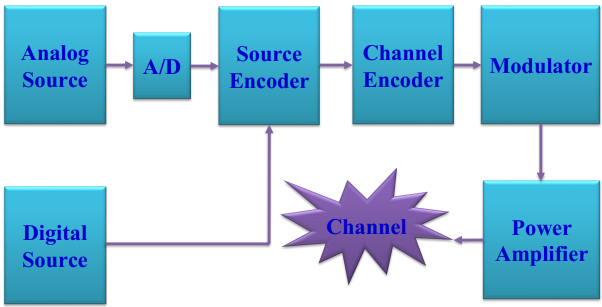 Analog
Source
A/D
Source
Encoder
Channel
Encoder
Modulator
Digital
Source
Channel
Power
Amplifier